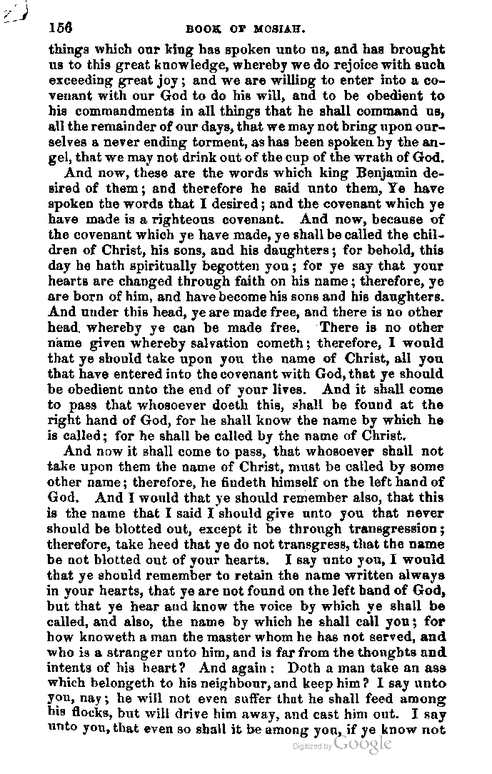 156 BOOK OF MOSIAH.
things which our king has spoken unto us, and has brought
us to this great knowledge, whereby we do rejoice with such
exceeding great joy; and we are willing to enter into a co-
venant with our God to do his will, and to be obedient to
his commandments in all things that he shall command us,
all the remainder of our days, that we may not bring upon our-
selves a never ending torment, as has been spoken by the an-
gel, that we may not drink out of the cup of the wrath of God.
And now, these are the words which king Benjamin de-
sired of them; and therefore he said unto them, Ye have
spoken the words that I desired; and the covenant which ye
have made is a righteous covenant. And now, because of
the covenant which ye have made, ye shall be called the chil-
dren of Christ, his sons, and his daughters; for behold, this
day he hath spiritually begotten you; for ye say that your
hearts are changed through faith on his name; therefore, ye
are born of him, and have become his sons and his daughters.
And under this head, ye are made free, and there is no other
head whereby ye can be made free. There is no other
name given whereby salvation cometh; therefore, I would
that ye should take upon you the name of Christ, all you
that have entered into the covenant with God, that ye should
be obedient unto the end of your lives. And it shall come
to pass that whosoever doeth this, shall be found at the
right hand of God, for he shall know the name by which he
is called; for he shall be called by the name of Christ.
And now it shall come to pass, that whosoever shall not
take upon them the name of Christ, must be called by some
other name; therefore, he findeth himself on the left hand of
God. And I would that ye should remember also, that this
is the name that I said I should give unto you that never
should be blotted out, except it be through transgression;
therefore, take heed that ye do not transgress, that the name
be not blotted out of your hearts. I say unto you, I would
that ye should remember to retain the name written always
in your hearts, that ye are not found on the left hand of God,
but that ye hear and know the voice by which ye shall be
called, and also, the name by which he shall call you; for
how knoweth a man the master whom he has not served, and
who is a stranger unto him, and is far from the thoughts and
intents of his heart? And again: Doth a man take an ass
which belongeth to his neighbour, and keep him? I say unto
you, nay; he will not even suffer that he shall feed among
his flocks, but will drive him away, and cast him out. I say
unto you, that even so shall it be among you, if ye know not
Digitized by Google